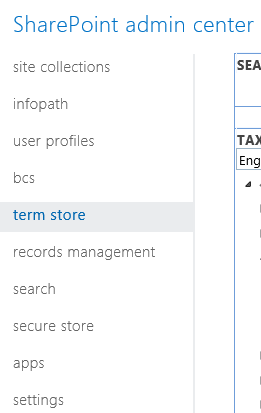 SharePoint admin center
site collections
SEA
infopath
user profiles
TAX
bcs
Eng
term store
records management
search
secure store
apps
settings